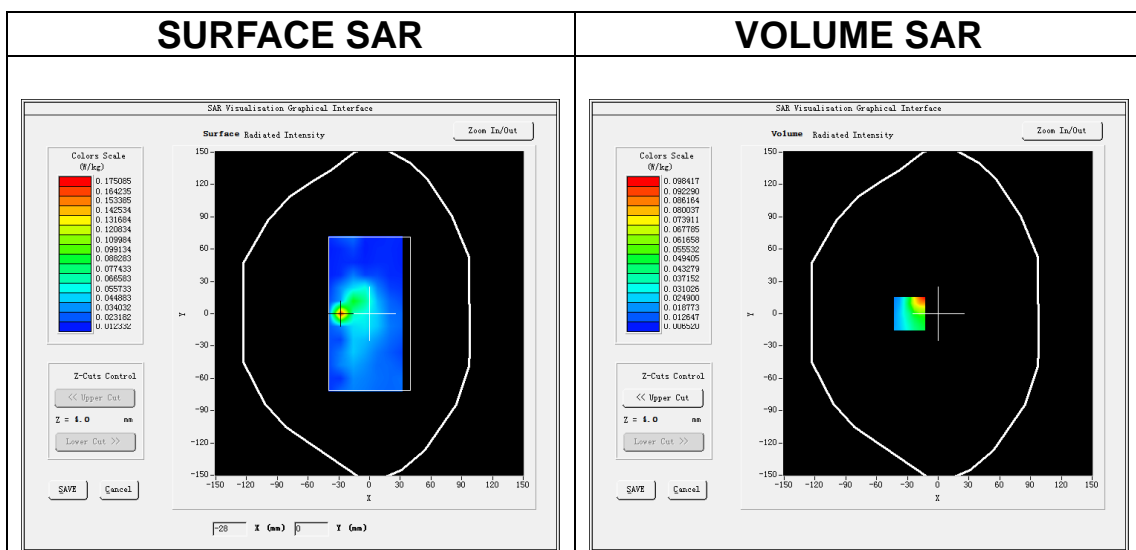 SURFACE SAR
VOLUME SAR
SAR Visualisation Graphical Interface
Surface Radiated Intensity
Zoom In/Out
Colors Scale
(W/kg)
0.175085
0.164235
0.153385
0.142534
0.131684
0.120834
0.109984
0.099134
0.088283
0.077433
0.066583
0.055733
0.044883
0.034032
0.023182
0.012332
150
120
90
60
30
0
-30
-60
-90
-120
-150
Y
-150 -120 -90 -60 -30 0 30 60 90 120 150
X
Z-Cuts Control
<< Upper Cut
Z = 4.0 mm
Lower Cut >>
SAVE Cancel
-28 X (mm) 0 Y (mm)
SAR Visualisation Graphical Interface
Volume Radiated Intensity
Zoom In/Out
Colors Scale
(W/kg)
0.098417
0.092290
0.086164
0.080037
0.073911
0.067785
0.061658
0.055532
0.049405
0.043279
0.037152
0.031026
0.024900
0.018773
0.012647
0.006520
150
120
90
60
30
0
-30
-60
-90
-120
-150
Y
-150 -120 -90 -60 -30 0 30 60 90 120 150
X
Z-Cuts Control
<< Upper Cut
Z = 4.0 mm
Lower Cut >>
SAVE Cancel